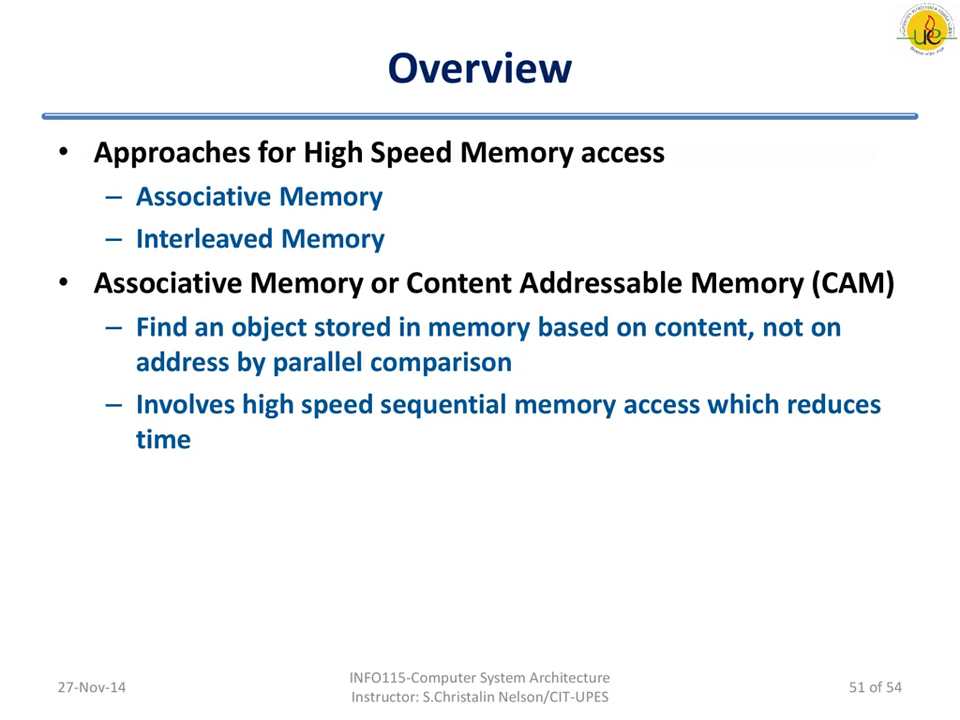 Overview
• Approaches for High Speed Memory access
– Associative Memory
– Interleaved Memory
• Associative Memory or Content Addressable Memory (CAM)
– Find an object stored in memory based on content, not on
address by parallel comparison
– Involves high speed sequential memory access which reduces
time
27-Nov-14
INFO115-Computer System Architecture
Instructor: S.Christalin Nelson/CIT-UPES
51 of 54